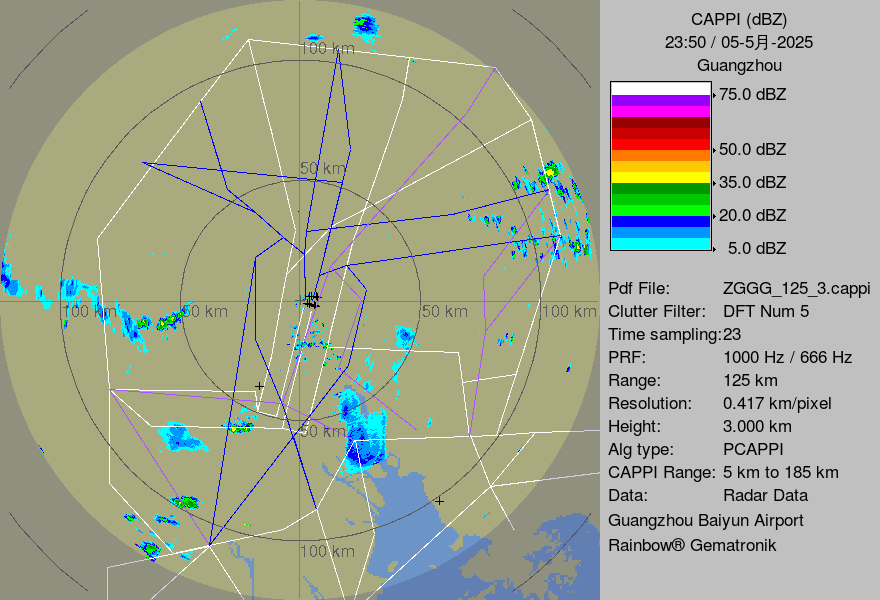 CAPPI (dBZ)
23:50 / 05-5月-2025
Guangzhou
75.0 dBZ
50.0 dBZ
35.0 dBZ
20.0 dBZ
5.0 dBZ
Pdf File: ZGGG_125_3.cappi
Clutter Filter: DFT Num 5
Time sampling:23
PRF: 1000 Hz / 666 Hz
Range: 125 km
Resolution: 0.417 km/pixel
Height: 3.000 km
Alg type: PCAPPI
CAPPI Range: 5 km to 185 km
Data: Radar Data
Guangzhou Baiyun Airport
Rainbow® Gematronik
100 km
50 km
100 km
50 km
50 km
100 km
50 km
100 km